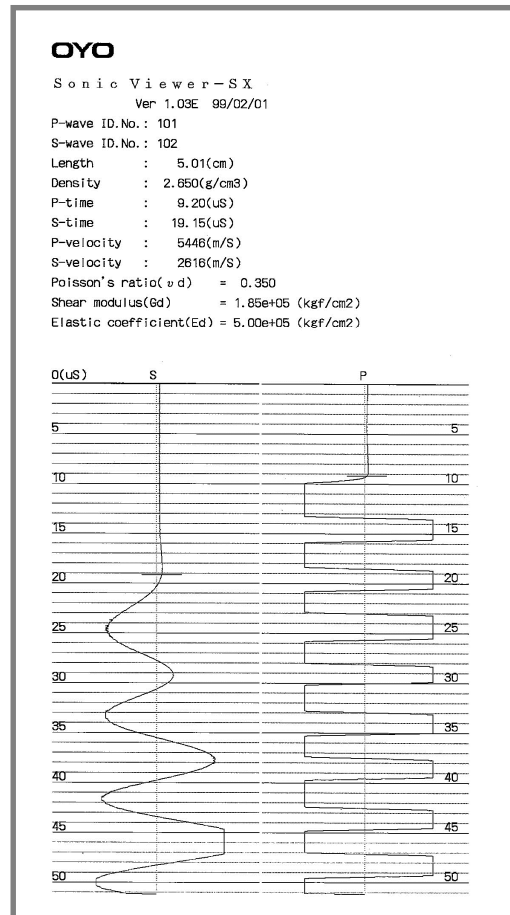 OYO
Sonic Viewer-SX
Ver 1.03E 99/02/01
P-wave ID.No.: 101
S-wave ID.No.: 102
Length : 5.01(cm)
Density : 2.650(g/cm3)
P-time : 9.20(uS)
S-time : 19.15(uS)
P-velocity : 5446(m/S)
S-velocity : 2616(m/S)
Poisson's ratio(νd) = 0.350
Shear modulus(Gd) = 1.85e+05 (kgf/cm2)
Elastic coefficient(Ed) = 5.00e+05 (kgf/cm2)
0(uS) S P
5 5
10 10
15 15
20 20
25 25
30 30
35 35
40 40
45 45
50 50